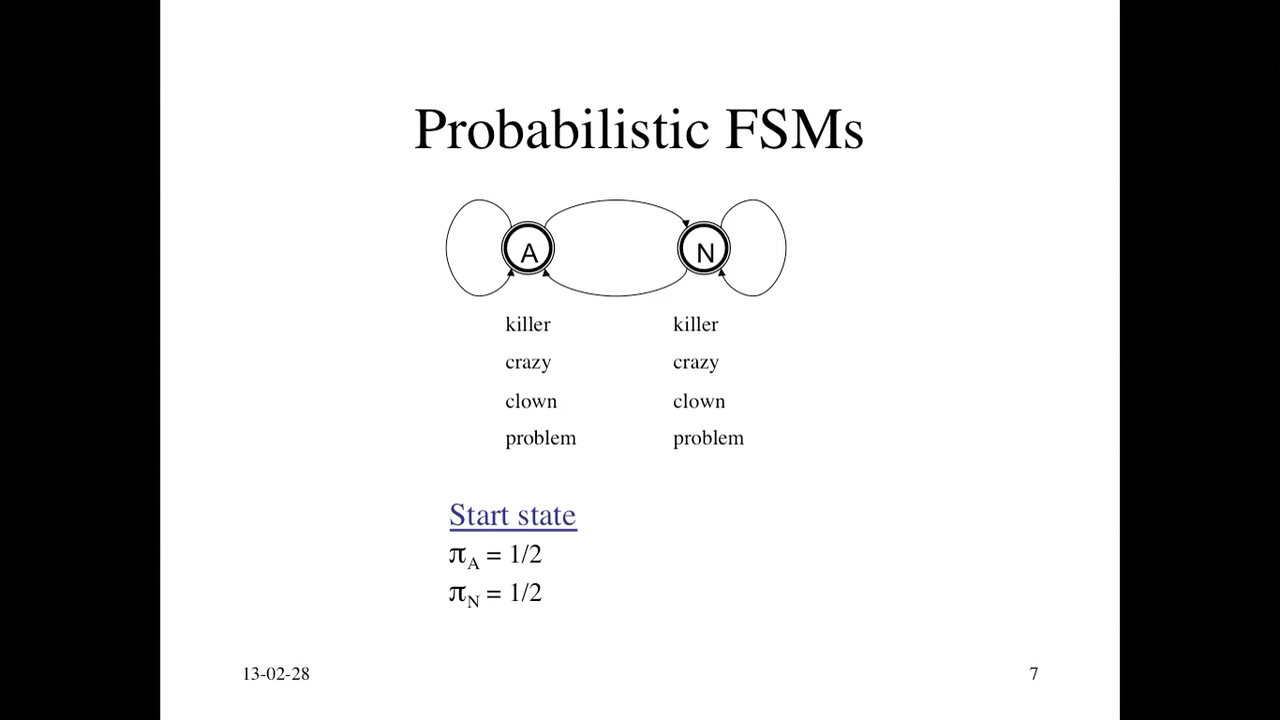 Probabilistic FSMs
A N
killer killer
crazy crazy
clown clown
problem problem
Start state
πA = 1/2
πN = 1/2
13-02-28 7